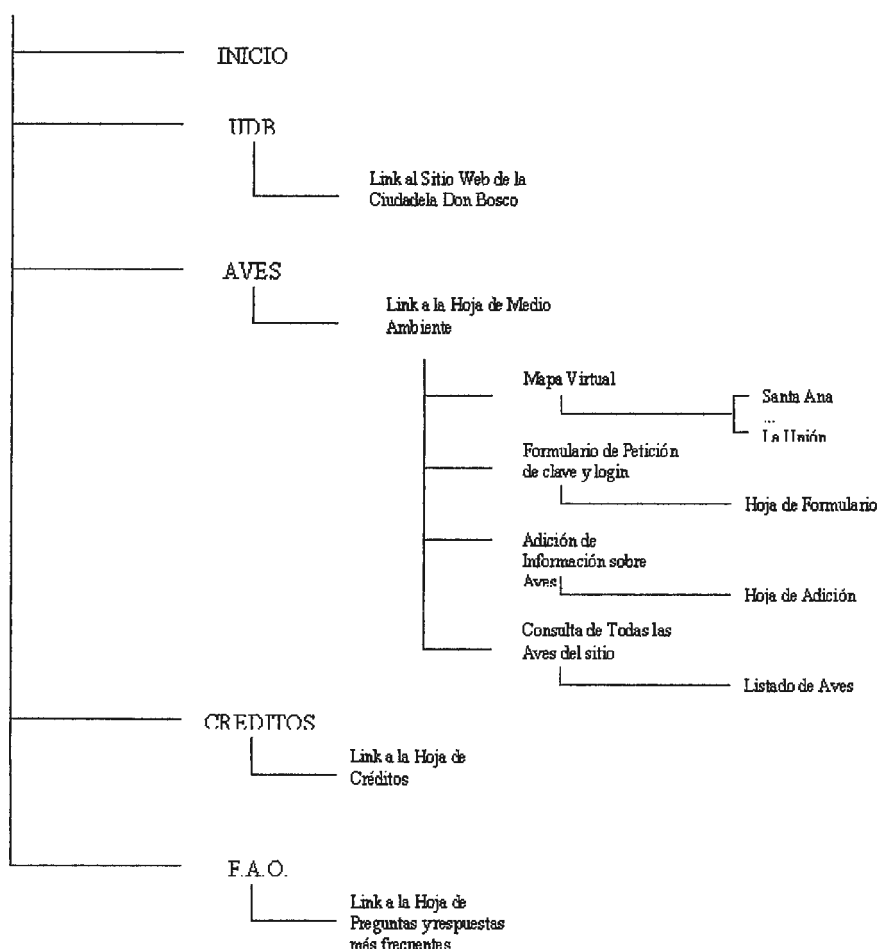 INICIO
UDB
Link al Sitio Web de la
Ciudadela Don Bosco
AVES
Link a la Hoja de Medio
Ambiente
Mapa Virtual
Santa Ana
...
La Unión
Formulario de Petición
de clave y login
Hoja de Formulario
Adición de
Información sobre
Aves
Hoja de Adición
Consulta de Todas las
Aves del sitio
Listado de Aves
CREDITOS
Link a la Hoja de
Créditos
F.A.Q.
Link a la Hoja de
Preguntas y respuestas
más frecuentes